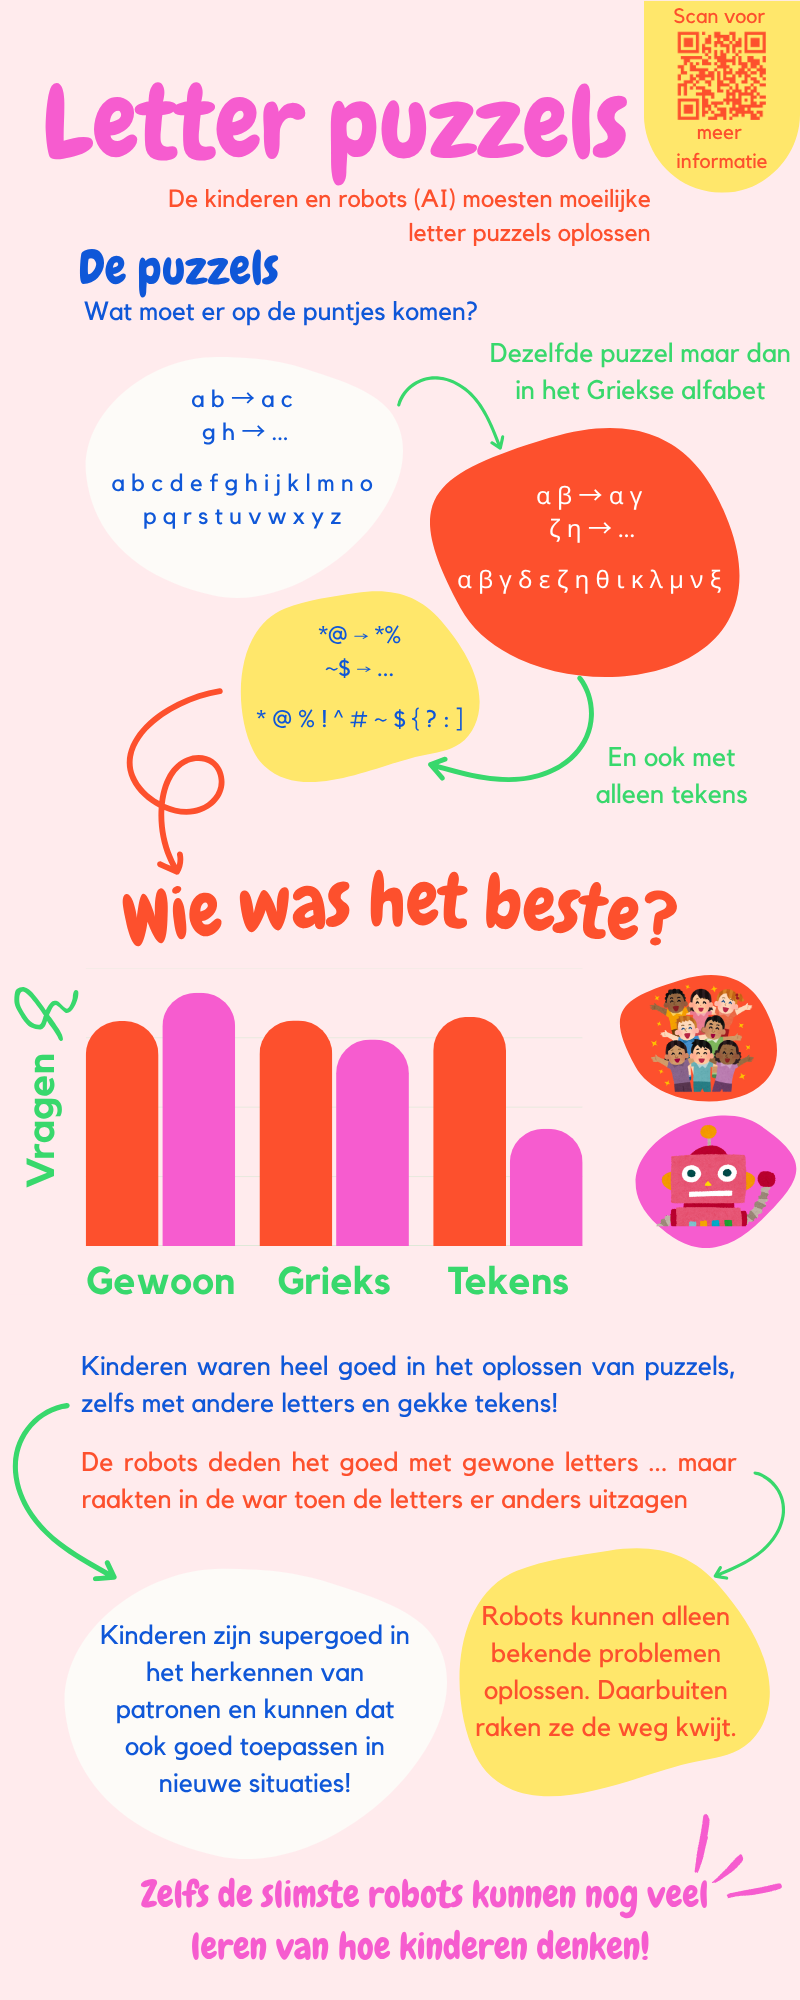 Scan voor
meer
informatie
Letter puzzels
De kinderen en robots (AI) moesten moeilijke
letter puzzels oplossen
De puzzels
Wat moet er op de puntjes komen?
Dezelfde puzzel maar dan
in het Griekse alfabet
a b → a c
g h → ...
a b c d e f g h i j k l m n o
p q r s t u v w x y z
α β → α γ
ζ η → ...
α β γ δ ε ζ η θ ι κ λ μ ν ξ
*@ → *%
~$ → ...
* @ % ! ^ # ~ $ { ? : ]
En ook met
alleen tekens
Wie was het beste?
Vragen
Gewoon Grieks Tekens
Kinderen waren heel goed in het oplossen van puzzels,
zelfs met andere letters en gekke tekens!
De robots deden het goed met gewone letters ... maar
raakten in de war toen de letters er anders uitzagen
Kinderen zijn supergoed in
het herkennen van
patronen en kunnen dat
ook goed toepassen in
nieuwe situaties!
Robots kunnen alleen
bekende problemen
oplossen. Daarbuiten
raken ze de weg kwijt.
Zelfs de slimste robots kunnen nog veel
leren van hoe kinderen denken!